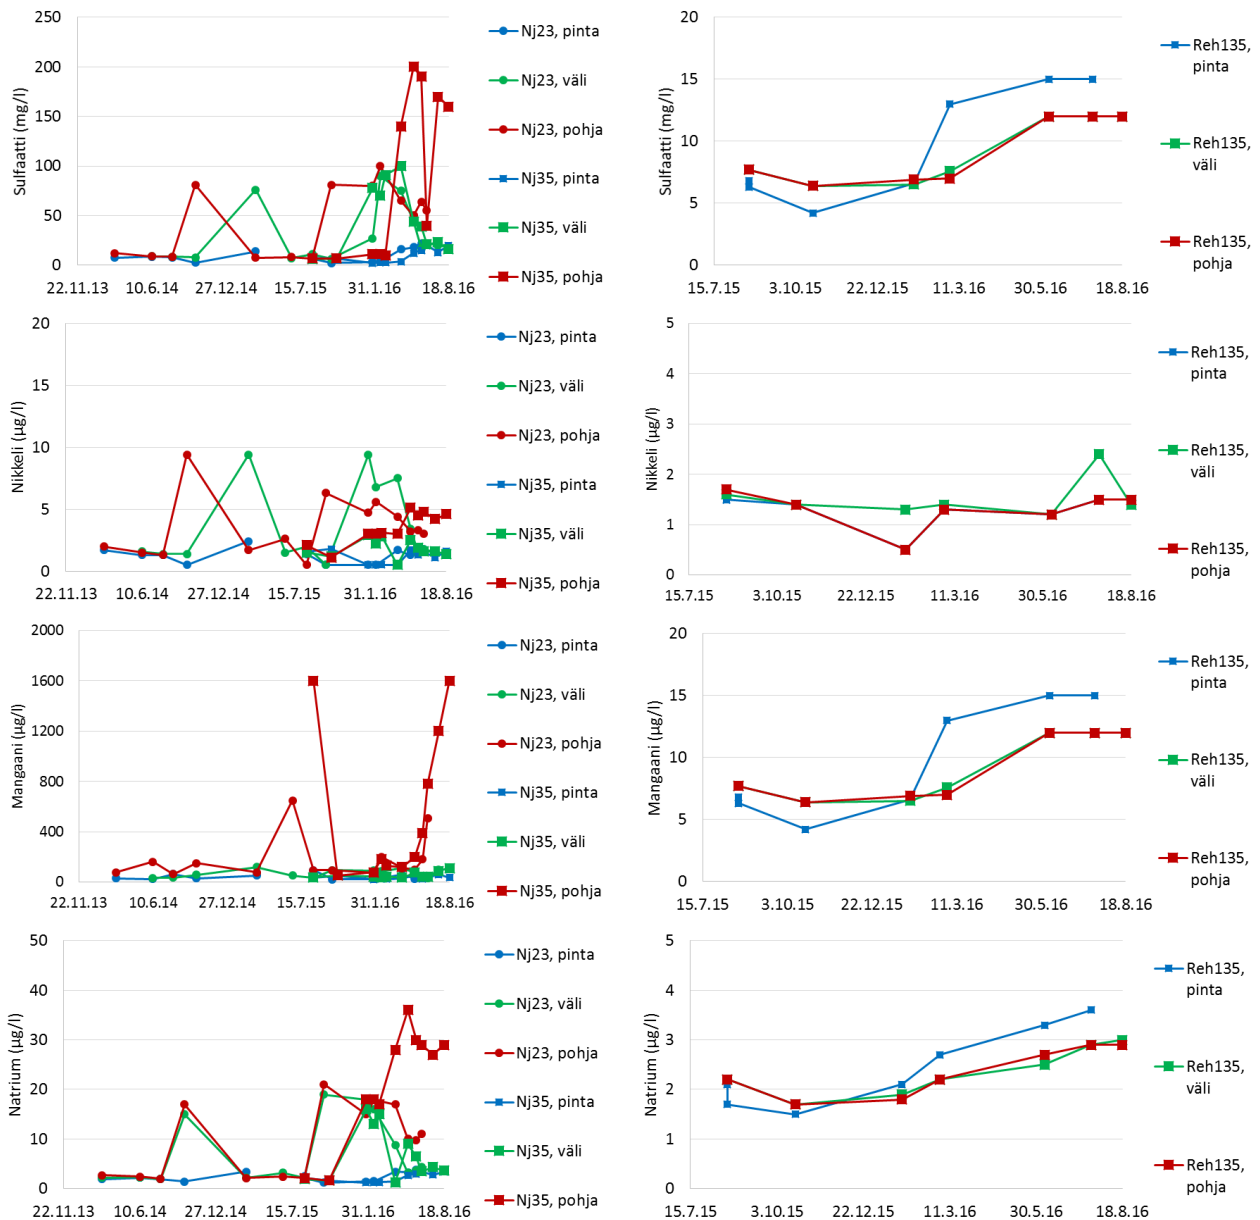 Sulfaatti (mg/l)
250
200
150
100
50
0
22.11.13 10.6.14 27.12.14 15.7.15 31.1.16 18.8.16
Nj23, pinta
Nj23, väli
Nj23, pohja
Nj35, pinta
Nj35, väli
Nj35, pohja
Sulfaatti (mg/l)
20
15
10
5
0
15.7.15 3.10.15 22.12.15 11.3.16 30.5.16 18.8.16
Reh135,
pinta
Reh135,
väli
Reh135,
pohja
Nikkeli (µg/l)
20
15
10
5
0
22.11.13 10.6.14 27.12.14 15.7.15 31.1.16 18.8.16
Nj23, pinta
Nj23, väli
Nj23, pohja
Nj35, pinta
Nj35, väli
Nj35, pohja
Nikkeli (µg/l)
5
4
3
2
1
0
15.7.15 3.10.15 22.12.15 11.3.16 30.5.16 18.8.16
Reh135,
pinta
Reh135,
väli
Reh135,
pohja
Mangaani (µg/l)
2000
1600
1200
800
400
0
22.11.13 10.6.14 27.12.14 15.7.15 31.1.16 18.8.16
Nj23, pinta
Nj23, väli
Nj23, pohja
Nj35, pinta
Nj35, väli
Nj35, pohja
Mangaani (µg/l)
20
15
10
5
0
15.7.15 3.10.15 22.12.15 11.3.16 30.5.16 18.8.16
Reh135,
pinta
Reh135,
väli
Reh135,
pohja
Natrium (µg/l)
50
40
30
20
10
0
22.11.13 10.6.14 27.12.14 15.7.15 31.1.16 18.8.16
Nj23, pinta
Nj23, väli
Nj23, pohja
Nj35, pinta
Nj35, väli
Nj35, pohja
Natrium (µg/l)
5
4
3
2
1
0
15.7.15 3.10.15 22.12.15 11.3.16 30.5.16 18.8.16
Reh135,
pinta
Reh135,
väli
Reh135,
pohja